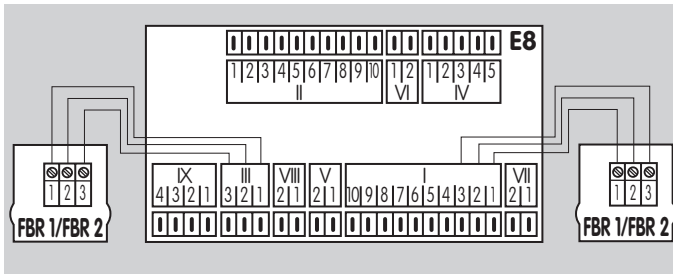 E8
1 2 3 4 5 6 7 8 9 10 1 2 1 2 3 4 5
II VI IV
IX III VIII V I VII
4 3 2 1 3 2 1 2 1 2 1 10 9 8 7 6 5 4 3 2 1 2 1
1 2 3
FBR 1/FBR 2
1 2 3
FBR 1/FBR 2